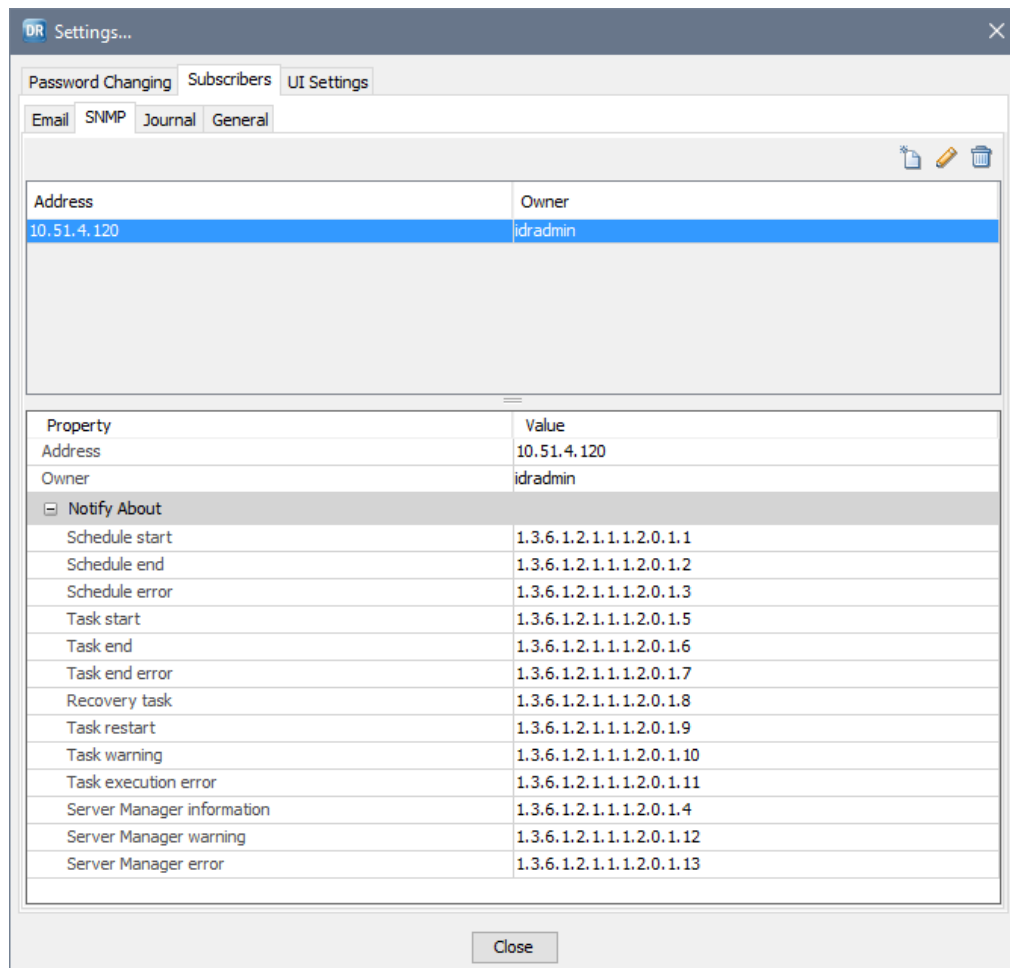 DR Settings...
Password Changing Subscribers UI Settings
Email SNMP Journal General
Address Owner
10.51.4.120 idradmin
Property Value
Address 10.51.4.120
Owner idradmin
Notify About
Schedule start 1.3.6.1.2.1.1.1.2.0.1.1
Schedule end 1.3.6.1.2.1.1.1.2.0.1.2
Schedule error 1.3.6.1.2.1.1.1.2.0.1.3
Task start 1.3.6.1.2.1.1.1.2.0.1.5
Task end 1.3.6.1.2.1.1.1.2.0.1.6
Task end error 1.3.6.1.2.1.1.1.2.0.1.7
Recovery task 1.3.6.1.2.1.1.1.2.0.1.8
Task restart 1.3.6.1.2.1.1.1.2.0.1.9
Task warning 1.3.6.1.2.1.1.1.2.0.1.10
Task execution error 1.3.6.1.2.1.1.1.2.0.1.11
Server Manager information 1.3.6.1.2.1.1.1.2.0.1.4
Server Manager warning 1.3.6.1.2.1.1.1.2.0.1.12
Server Manager error 1.3.6.1.2.1.1.1.2.0.1.13
Close